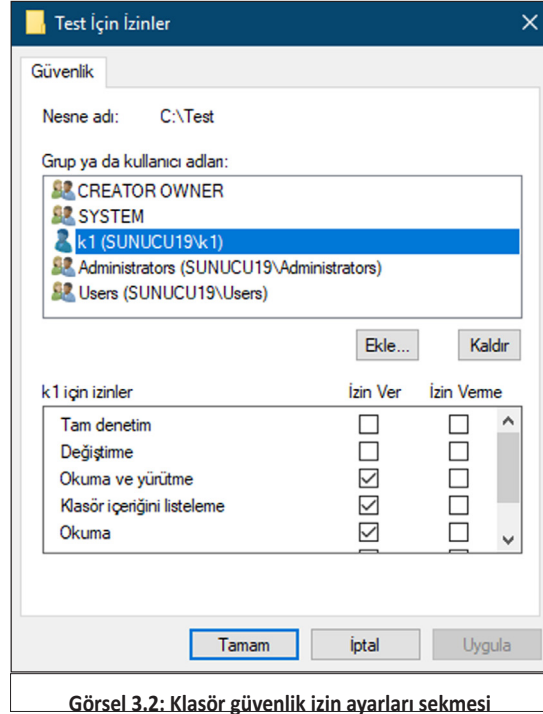 Test İçin İzinler
Güvenlik
Nesne adı: C:\Test
Grup ya da kullanıcı adları:
CREATOR OWNER
SYSTEM
k1 (SUNUCU19\k1)
Administrators (SUNUCU19\Administrators)
Users (SUNUCU19\Users)
Ekle... Kaldır
k1 için izinler İzin Ver İzin Verme
Tam denetim
Değiştirme
Okuma ve yürütme
Klasör içeriğini listeleme
Okuma
Tamam İptal Uygula
Görsel 3.2: Klasör güvenlik izin ayarları sekmesi